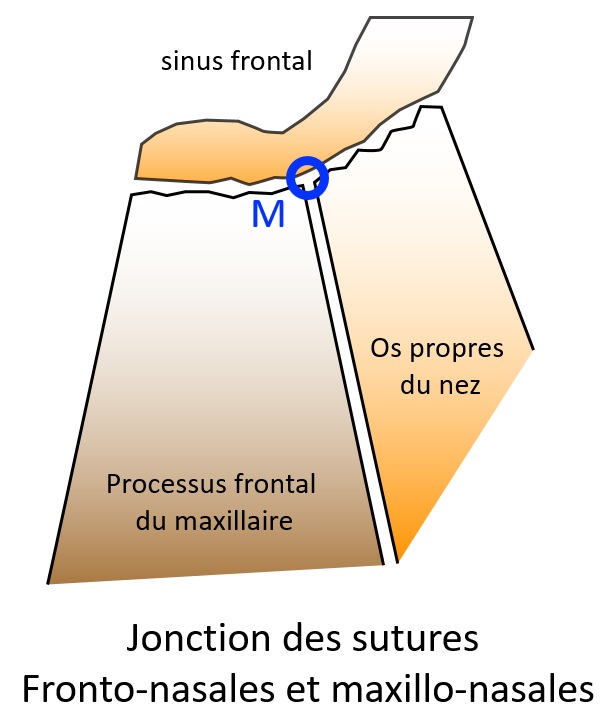 sinus frontal
M
Os propres
du nez
Processus frontal
du maxillaire
Jonction des sutures
Fronto-nasales et maxillo-nasales